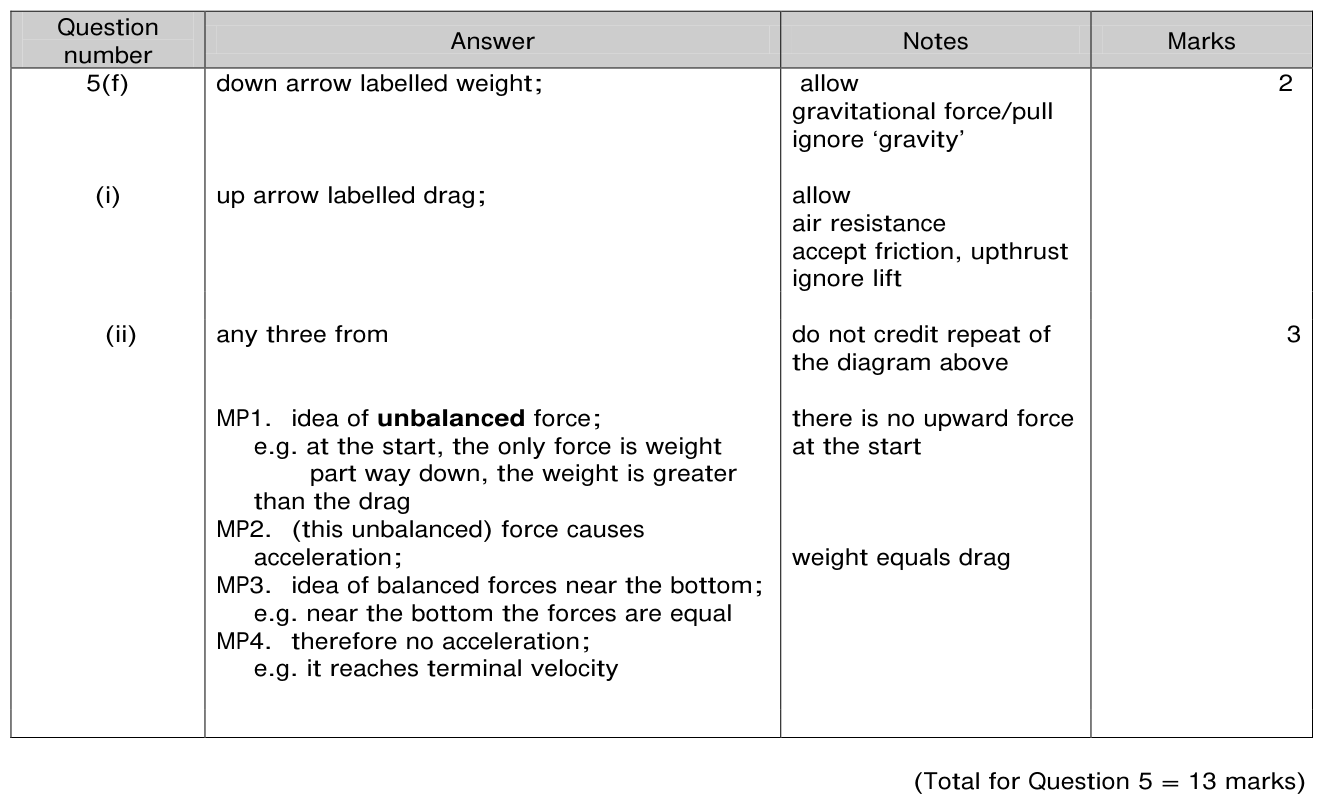 Question number
Answer
Notes
Marks
5(f)
down arrow labelled weight;
allow
2
gravitational force/pull
ignore ‘gravity’
(i)
up arrow labelled drag;
allow
air resistance
accept friction, upthrust
ignore lift
(ii)
any three from
do not credit repeat of
3
the diagram above
MP1. idea of unbalanced force;
there is no upward force
e.g. at the start, the only force is weight
at the start
part way down, the weight is greater
than the drag
MP2. (this unbalanced) force causes
acceleration;
weight equals drag
MP3. idea of balanced forces near the bottom;
e.g. near the bottom the forces are equal
MP4. therefore no acceleration;
e.g. it reaches terminal velocity
(Total for Question 5 = 13 marks)